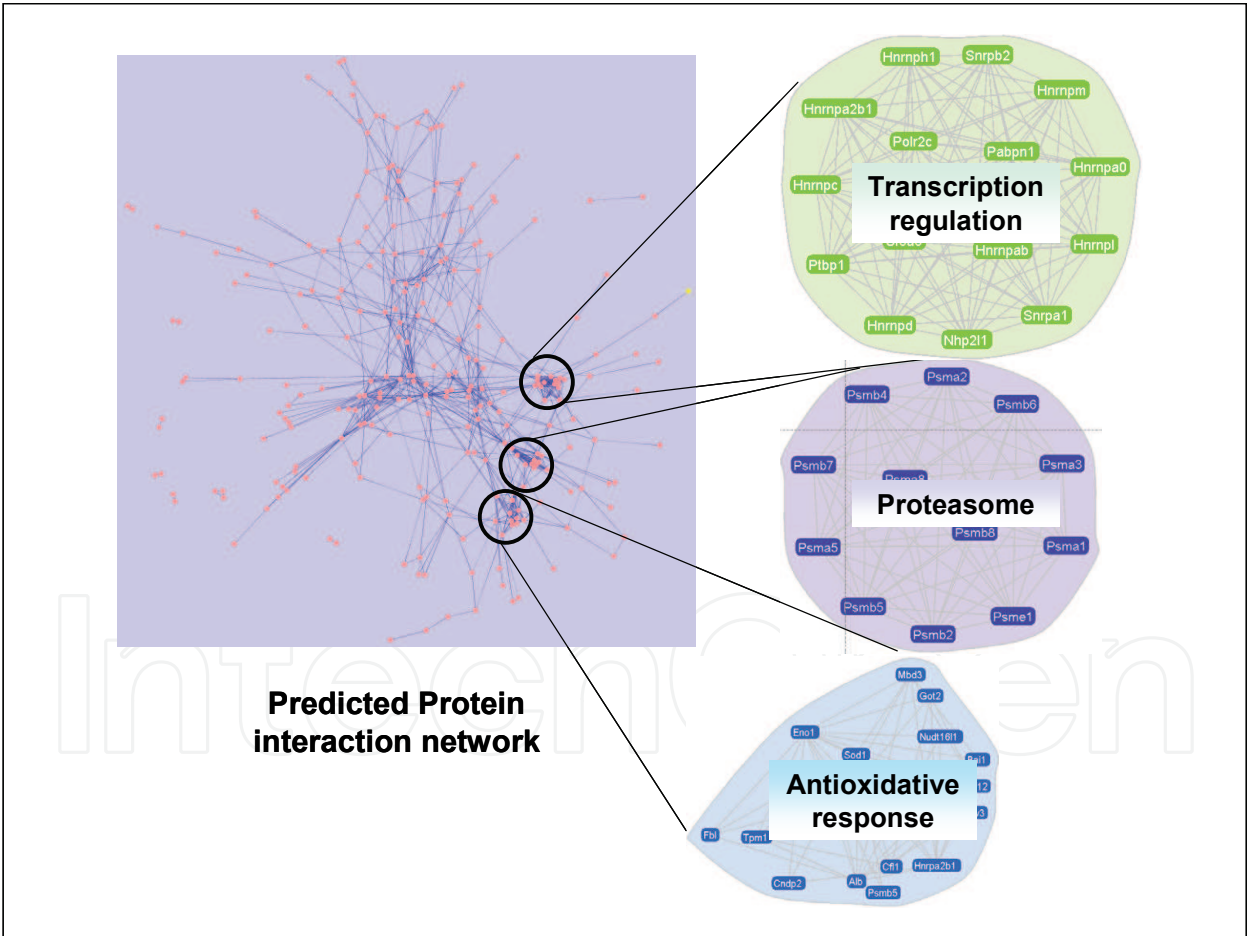 Hnrnph1
Snrpb2
Hnrnpm
Hnrnpa2b1
Polr2c
Pabpn1
Hnrnpa0
Hnrnpc
Transcription
regulation
Hnrnpab
Hnrnpl
Ptbp1
Snrpa1
Hnrnpd
Nhp2l1
Psma2
Psmb4
Psmb6
Psmb7
Psma3
Proteasome
Psmb8
Psma5
Psma1
Psmb5
Psme1
Psmb2
Predicted Protein
interaction network
Mbd3
Got2
Eno1
Nudt16l1
Sod1
Antioxidative
response
Fbl
Tpm1
Cfl1
Hnrpa2b1
Cndp2
Alb
Psmb5
IntechOpen